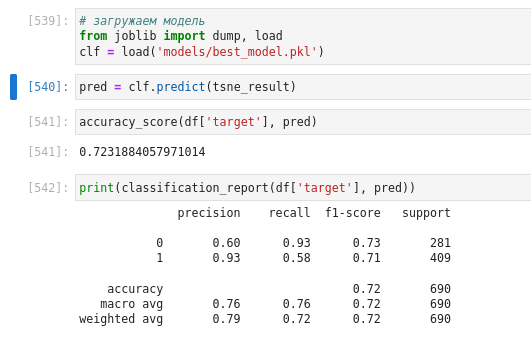 [539]: # загружаем модель
from joblib import dump, load
clf = load('models/best_model.pkl')
[540]: pred = clf.predict(tsne_result)
[541]: accuracy_score(df['target'], pred)
[541]: 0.7231884057971014
[542]: print(classification_report(df['target'], pred))
precision recall f1-score support
0 0.60 0.93 0.73 281
1 0.93 0.58 0.71 409
accuracy 0.72 690
macro avg 0.76 0.76 0.72 690
weighted avg 0.79 0.72 0.72 690